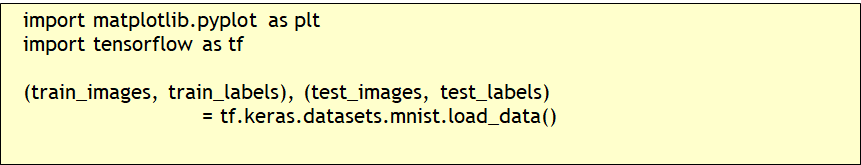 import matplotlib.pyplot as plt
import tensorflow as tf
(train_images, train_labels), (test_images, test_labels)
= tf.keras.datasets.mnist.load_data()